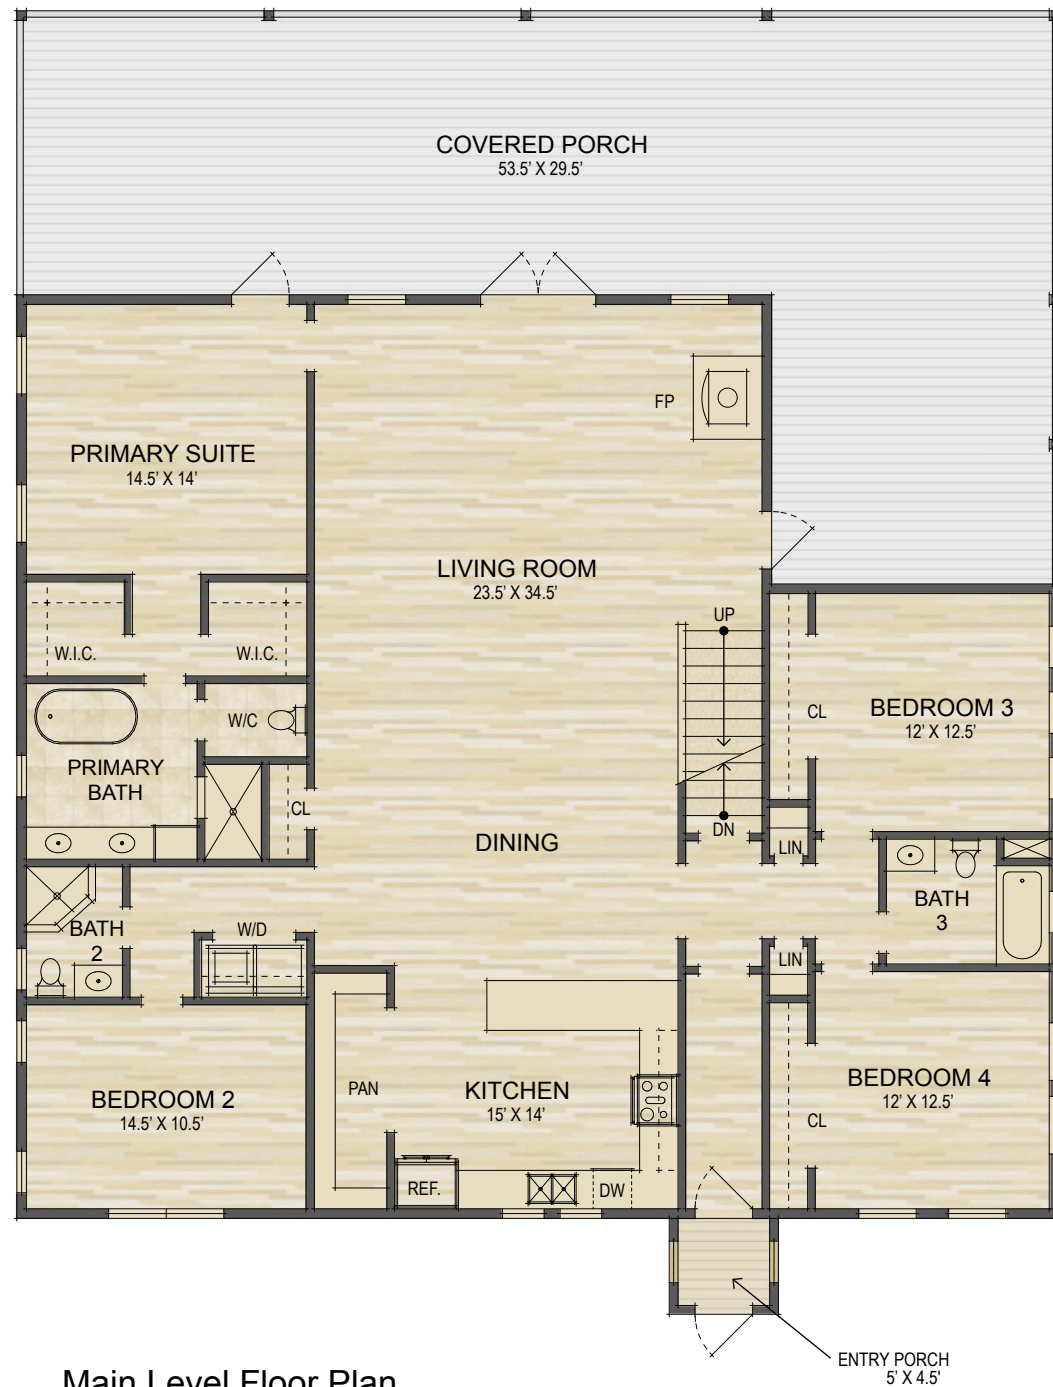 COVERED PORCH
53.5' X 29.5'
FP
PRIMARY SUITE
14.5' X 14'
LIVING ROOM
23.5' X 34.5'
UP
W.I.C.
W.I.C.
W/C
CL
BEDROOM 3
12' X 12.5'
PRIMARY
BATH
CL
DINING
DN
LIN
BATH
3
BATH
2
W/D
LIN
BEDROOM 2
14.5' X 10.5'
PAN
KITCHEN
15' X 14'
BEDROOM 4
12' X 12.5'
CL
REF.
DW
ENTRY PORCH
5' X 4.5'
Main Level Floor Plan